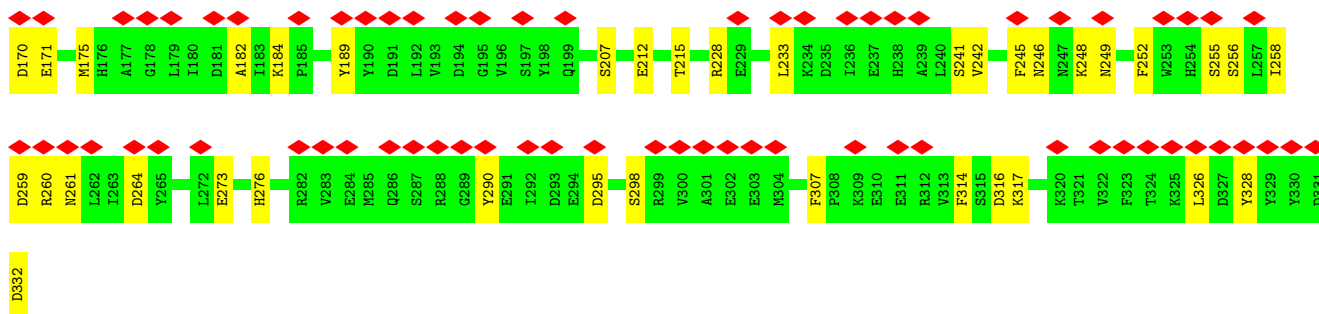 D170 E171 M175 H176 A177 G178 L179 I180 D181 A182 I183 K184 P185 Y189 Y190 D191 L192 V193 D194 G195 V196 S197 Y198 Q199 S207 E212 T215 R228 E229 L233 K234 D235 I236 E237 H238 A239 L240 S241 V242 F245 N246 N247 K248 N249 F252 W253 H254 S255 S256 L257 I258
D259 R260 N261 L262 I263 D264 Y265 L272 E273 H276 R282 V283 E284 M285 Q286 S287 R288 G289 Y290 E291 I292 D293 E294 D295 S298 R299 V300 A301 E302 E303 M304 F307 P308 K309 E310 E311 R312 V313 F314 S315 D316 K317 K320 T321 V322 F323 T324 K325 L326 D327 Y328 Y329 Y330 D331
D332